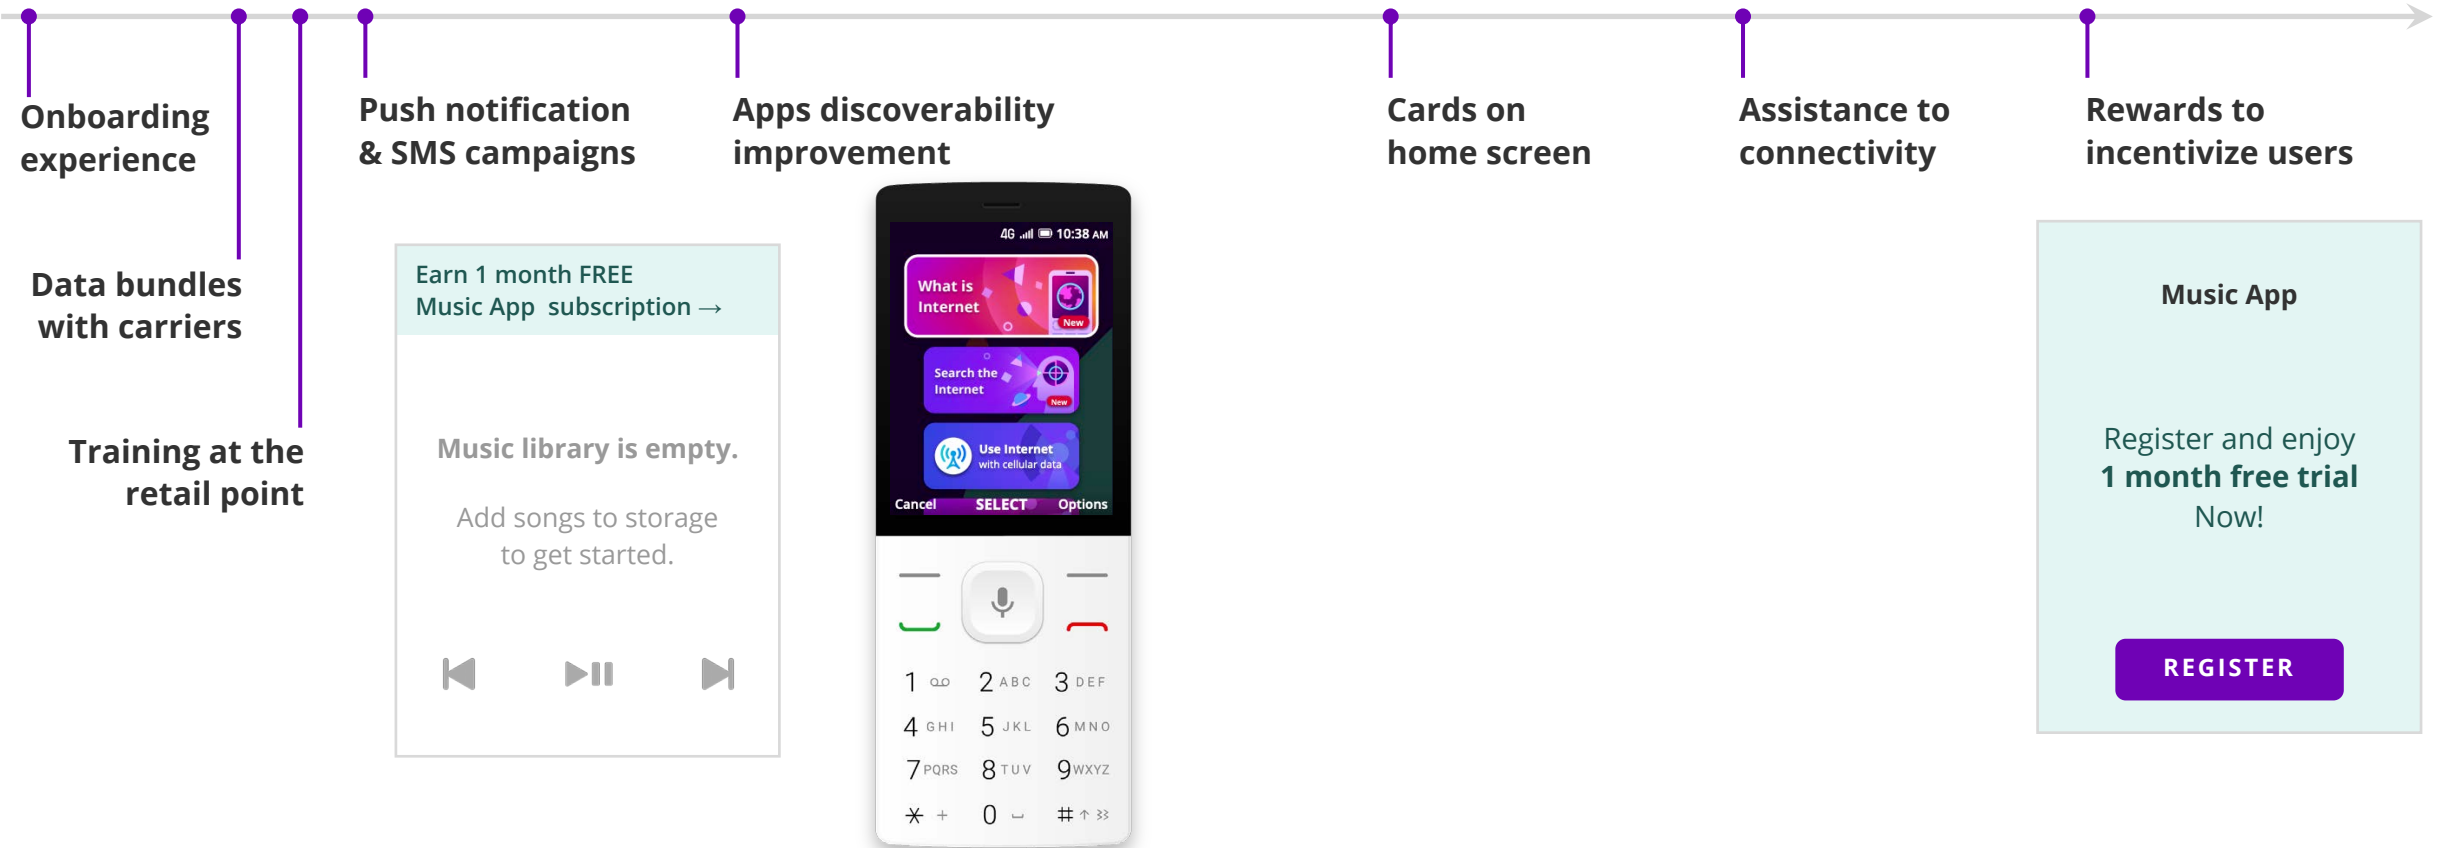 Onboarding
experience
Data bundles
with carriers
Training at the
retail point
Push notification
& SMS campaigns
Earn 1 month FREE
Music App subscription →
Music library is empty.
Add songs to storage
to get started.
Apps discoverability
improvement
4G 10:38 AM
What is
Internet
New
Search the
Internet
New
Use Internet
with cellular data
Cancel SELECT Options
1 2 ABC 3 DEF
4 GHI 5 JKL 6 MNO
7 PQRS 8 TUV 9 WXYZ
* + 0 #
Cards on
home screen
Assistance to
connectivity
Rewards to
incentivize users
Music App
Register and enjoy
1 month free trial
Now!
REGISTER